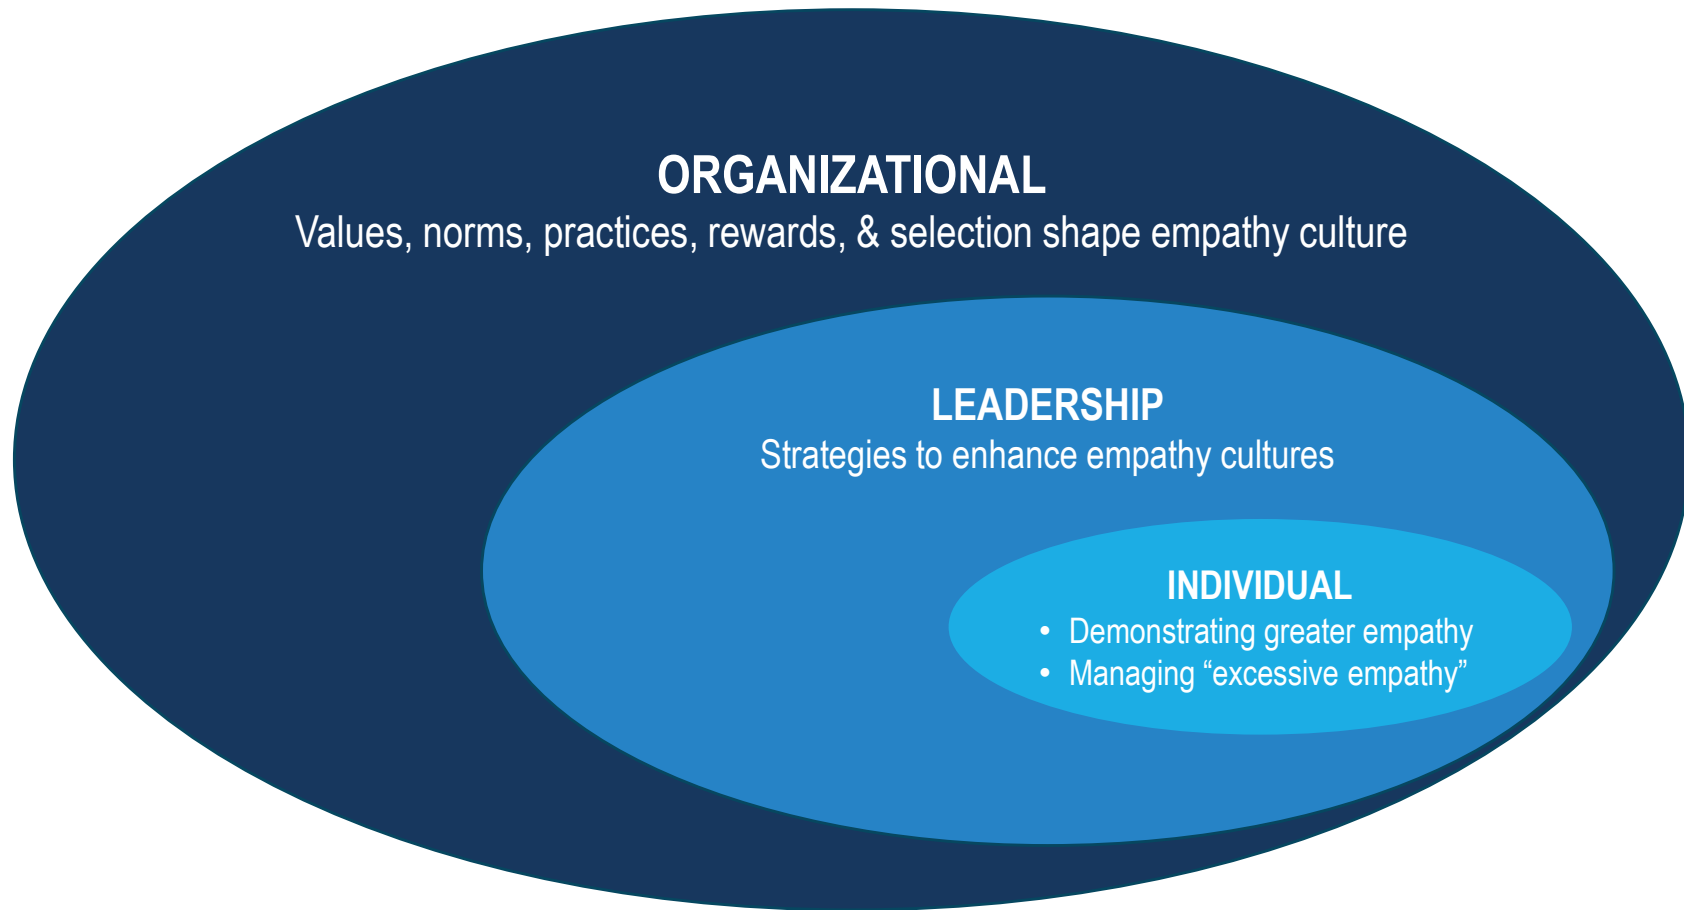 ORGANIZATIONAL
Values, norms, practices, rewards, & selection shape empathy culture
LEADERSHIP
Strategies to enhance empathy cultures
INDIVIDUAL
• Demonstrating greater empathy
• Managing “excessive empathy”